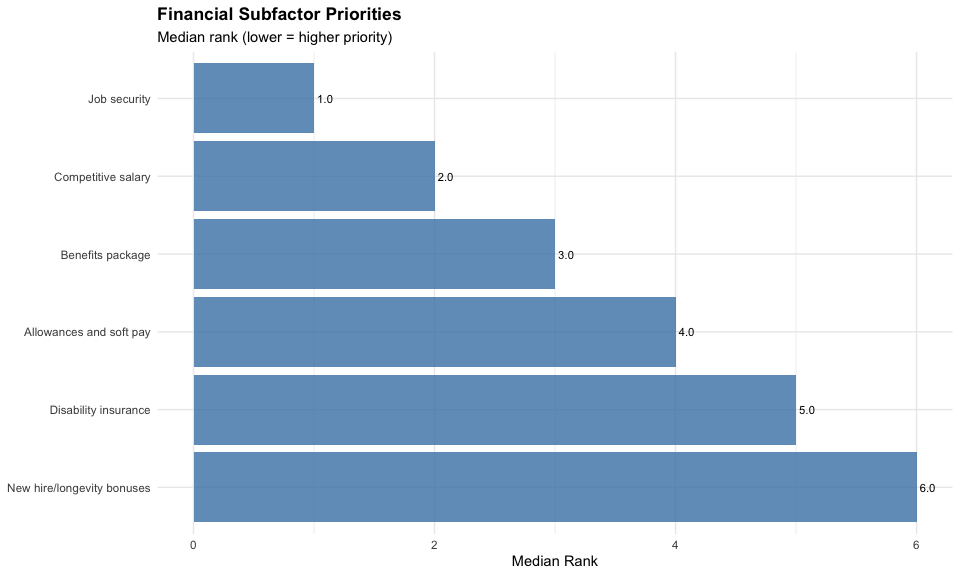 Financial Subfactor Priorities
Median rank (lower = higher priority)
Job security 1.0
Competitive salary 2.0
Benefits package 3.0
Allowances and soft pay 4.0
Disability insurance 5.0
New hire/longevity bonuses 6.0
0 2 4 6
Median Rank